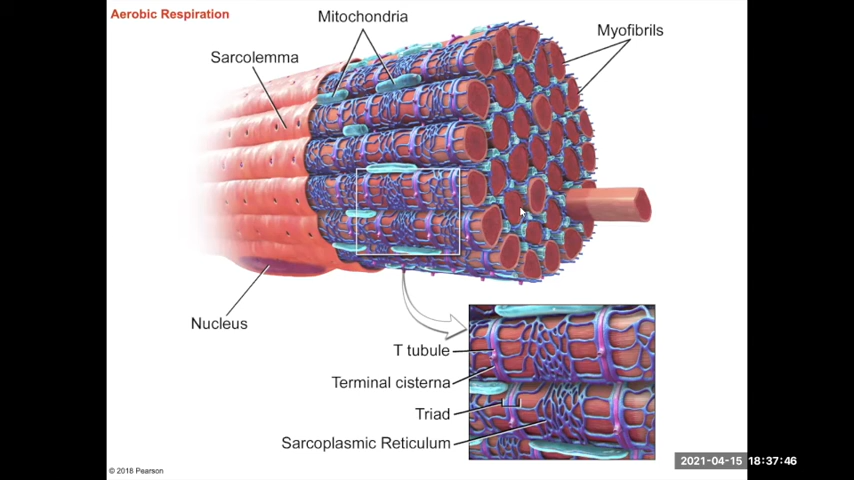 Aerobic Respiration
Mitochondria
Myofibrils
Sarcolemma
Nucleus
T tubule
Terminal cisterna
Triad
Sarcoplasmic Reticulum
2021-04-15 18:37:46
© 2018 Pearson